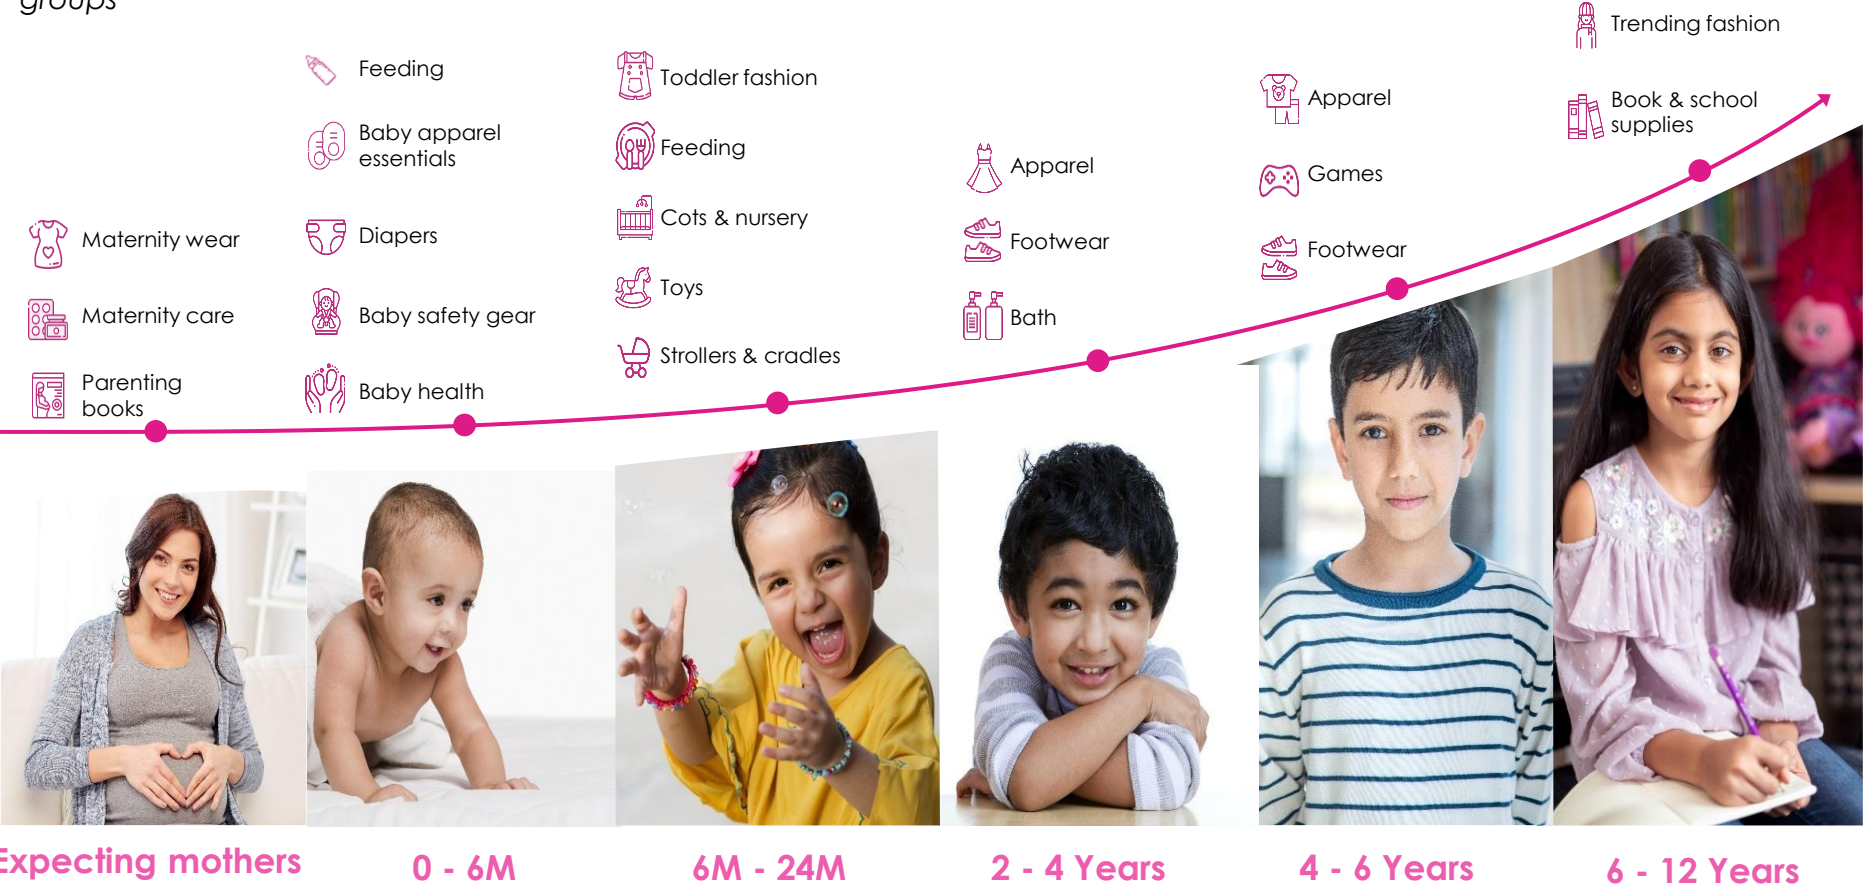 groups
Maternity wear
Maternity care
Parenting
books
Feeding
Baby apparel
essentials
Diapers
Baby safety gear
Baby health
Toddler fashion
Feeding
Cots & nursery
Toys
Strollers & cradles
Apparel
Footwear
Bath
Apparel
Games
Footwear
Trending fashion
Book & school
supplies
Expecting mothers
0 - 6M
6M - 24M
2 - 4 Years
4 - 6 Years
6 - 12 Years